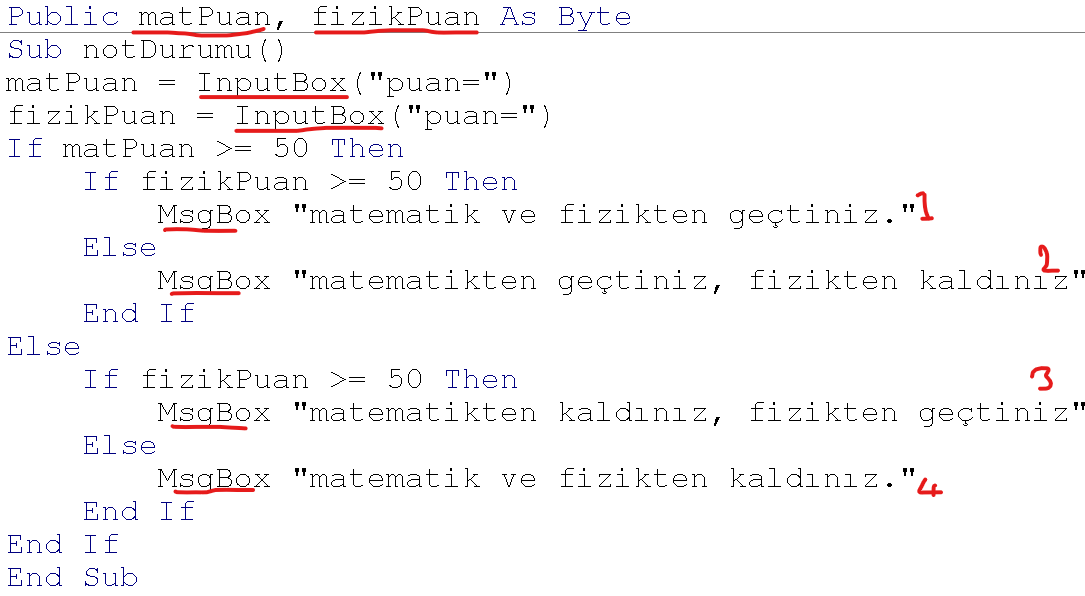 Public matPuan, fizikPuan As Byte
Sub notDurumu()
matPuan = InputBox("puan=")
fizikPuan = InputBox("puan=")
If matPuan >= 50 Then
    If fizikPuan >= 50 Then
        MsgBox "matematik ve fizikten geçtiniz." 1
    Else
        MsgBox "matematikten geçtiniz, fizikten kaldınız" 2
    End If
Else
    If fizikPuan >= 50 Then
        MsgBox "matematikten kaldınız, fizikten geçtiniz" 3
    Else
        MsgBox "matematik ve fizikten kaldınız." 4
    End If
End If
End Sub